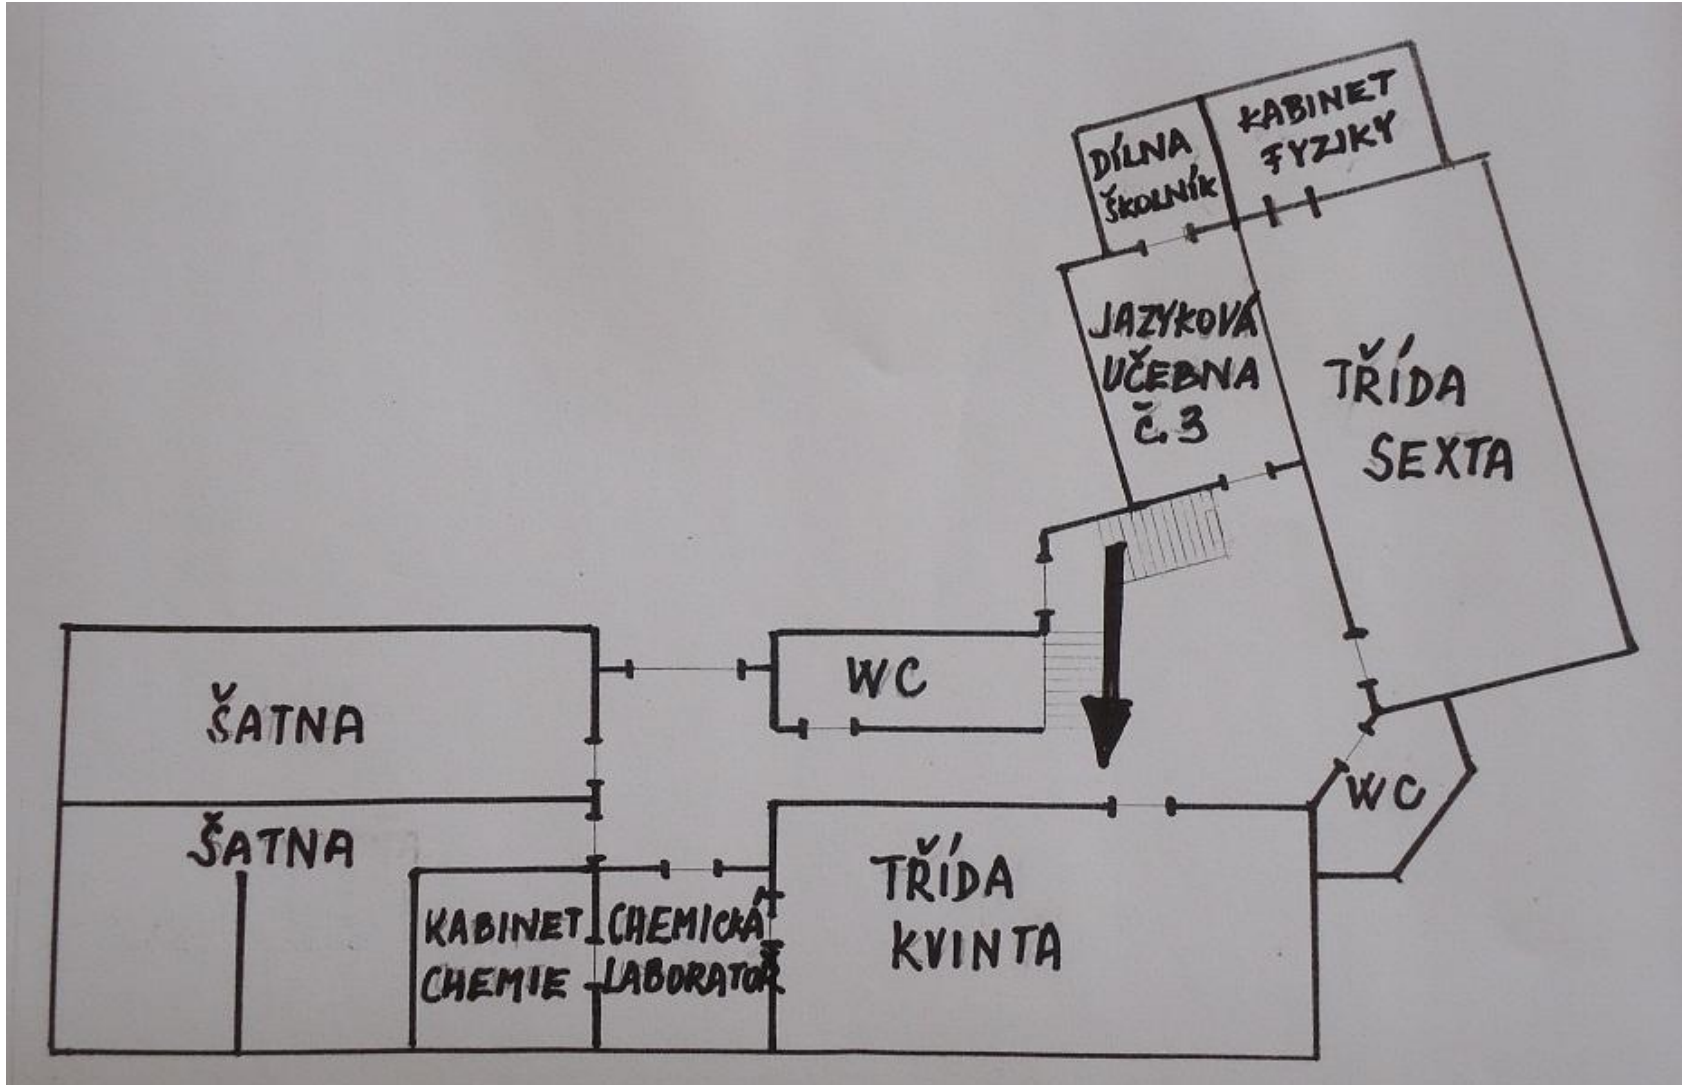 DÍLNA
ŠKOLNÍK
KABINET
FYZIKY
JAZYKOVÁ
UČEBNA
Č.3
TŘÍDA
SEXTA
WC
ŠATNA
ŠATNA
WC
TŘÍDA
KVINTA
KABINET
CHEMIE
CHEMICKÁ
LABORATOŘ